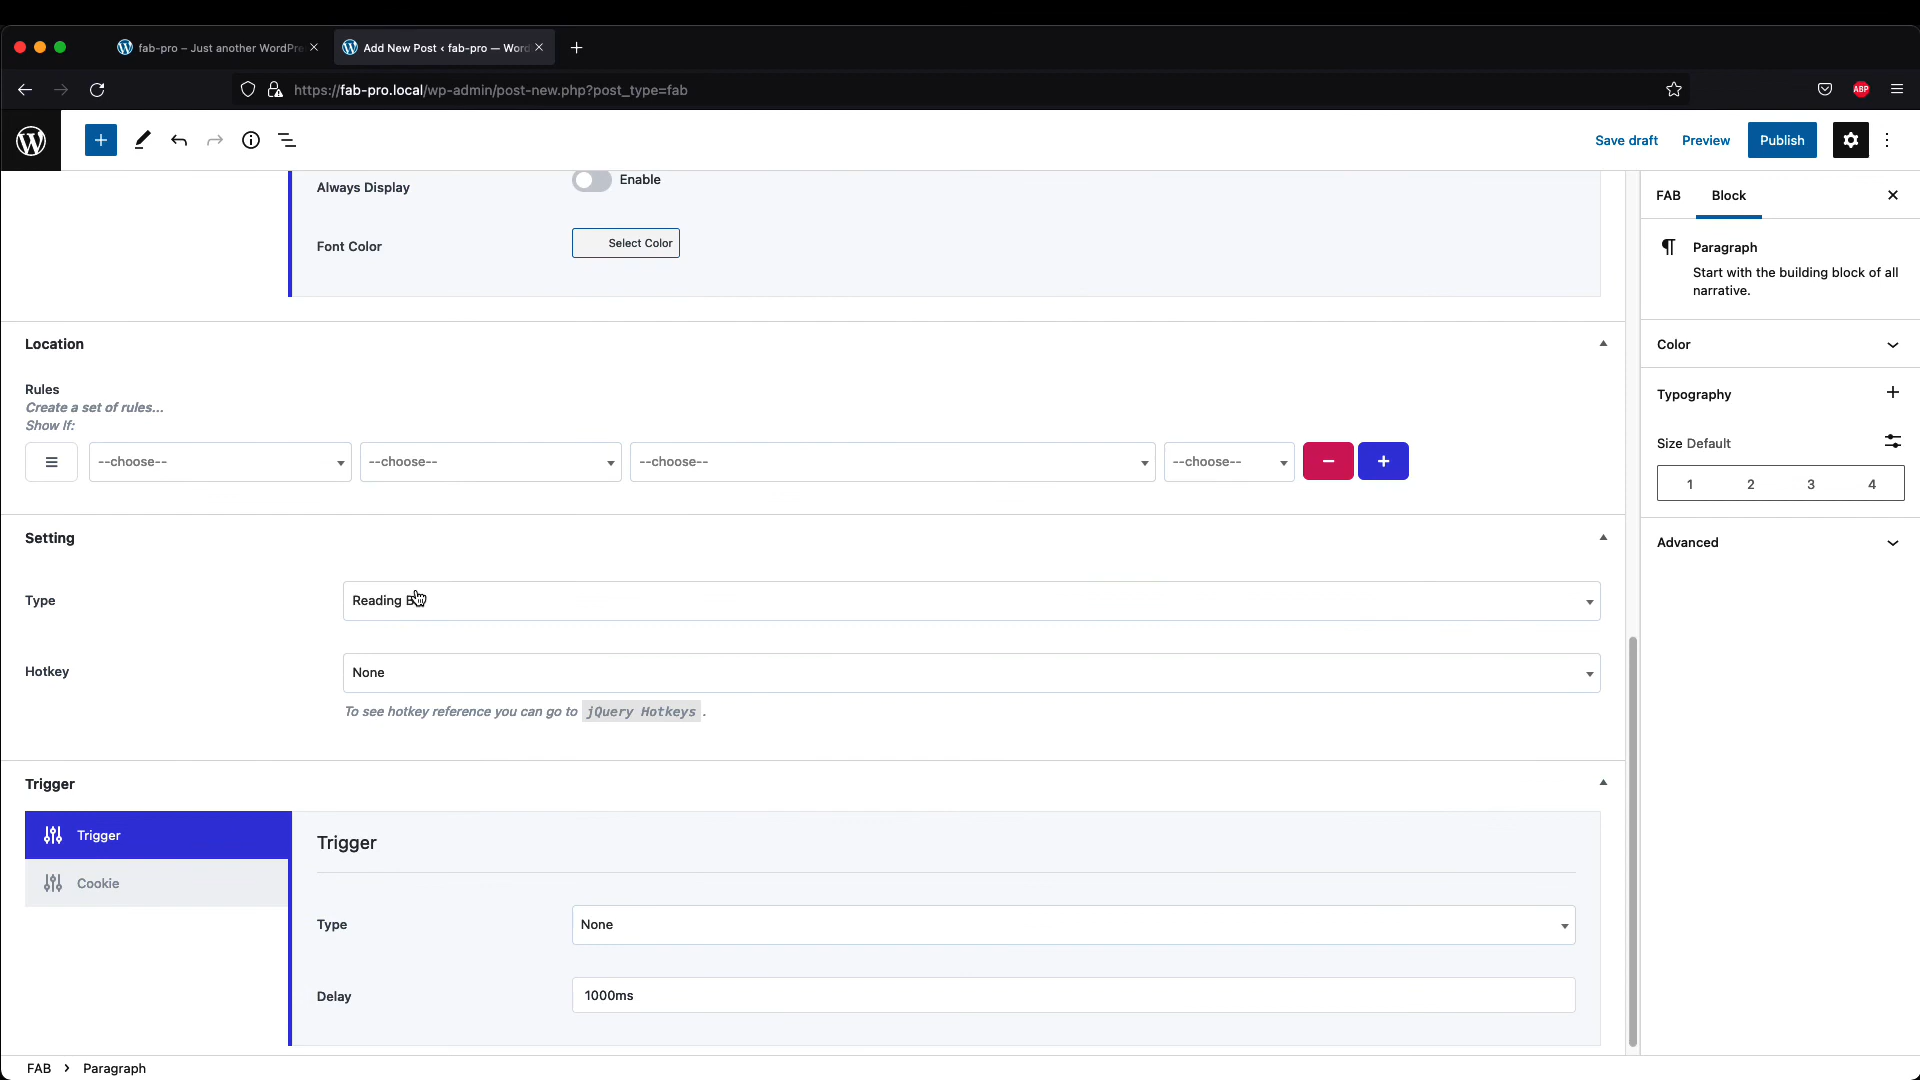 fab-pro – Just another WordPre
Add New Post ‹ fab-pro — Word
https://fab-pro.local/wp-admin/post-new.php?post_type=fab
ABP
Save draft
Preview
Publish
Always Display
Enable
Font Color
Select Color
Location
Rules
Create a set of rules...
Show If:
--choose--
--choose--
--choose--
--choose--
Setting
Type
Reading
Hotkey
None
To see hotkey reference you can go to jQuery Hotkeys .
Trigger
Trigger
Cookie
Trigger
Type
None
Delay
1000ms
FAB
Block
Paragraph
Start with the building block of all
narrative.
Color
Typography
Size Default
1 2 3 4
Advanced
FAB › Paragraph